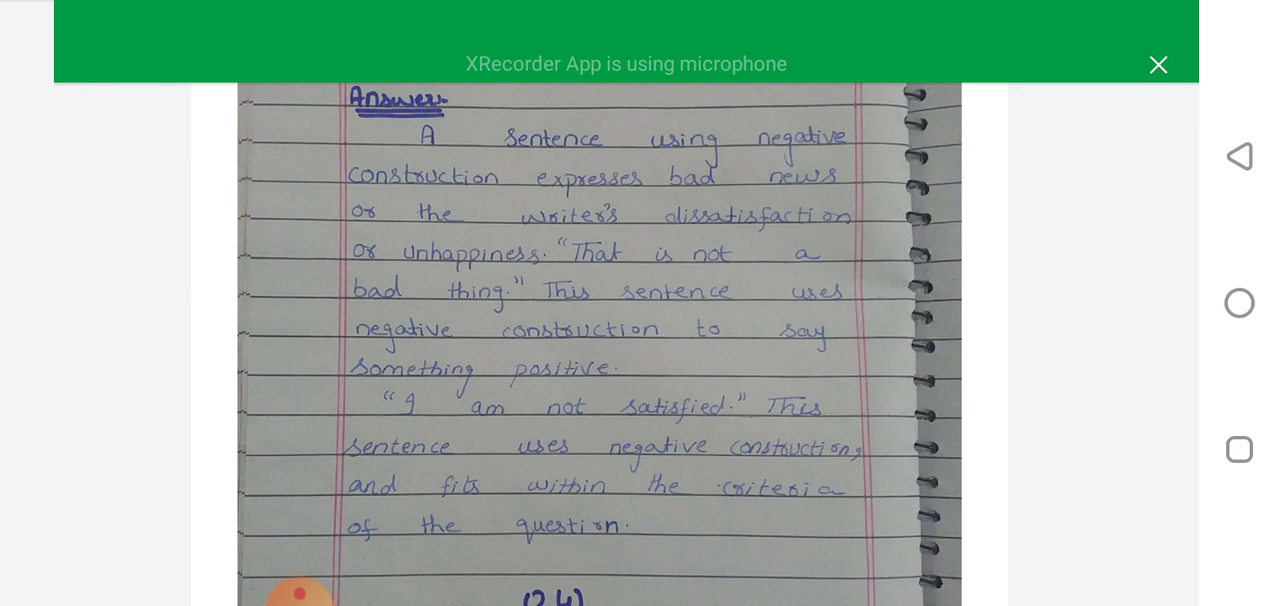 XRecorder App is using microphone
Answer:-
A sentence using negative
construction expresses bad news
or the writer's dissatisfaction
or unhappiness. "That is not a
bad thing." This sentence uses
negative construction to say
something positive.
"I am not satisfied." This
sentence uses negative construction,
and fits within the criteria
of the question.
(24)